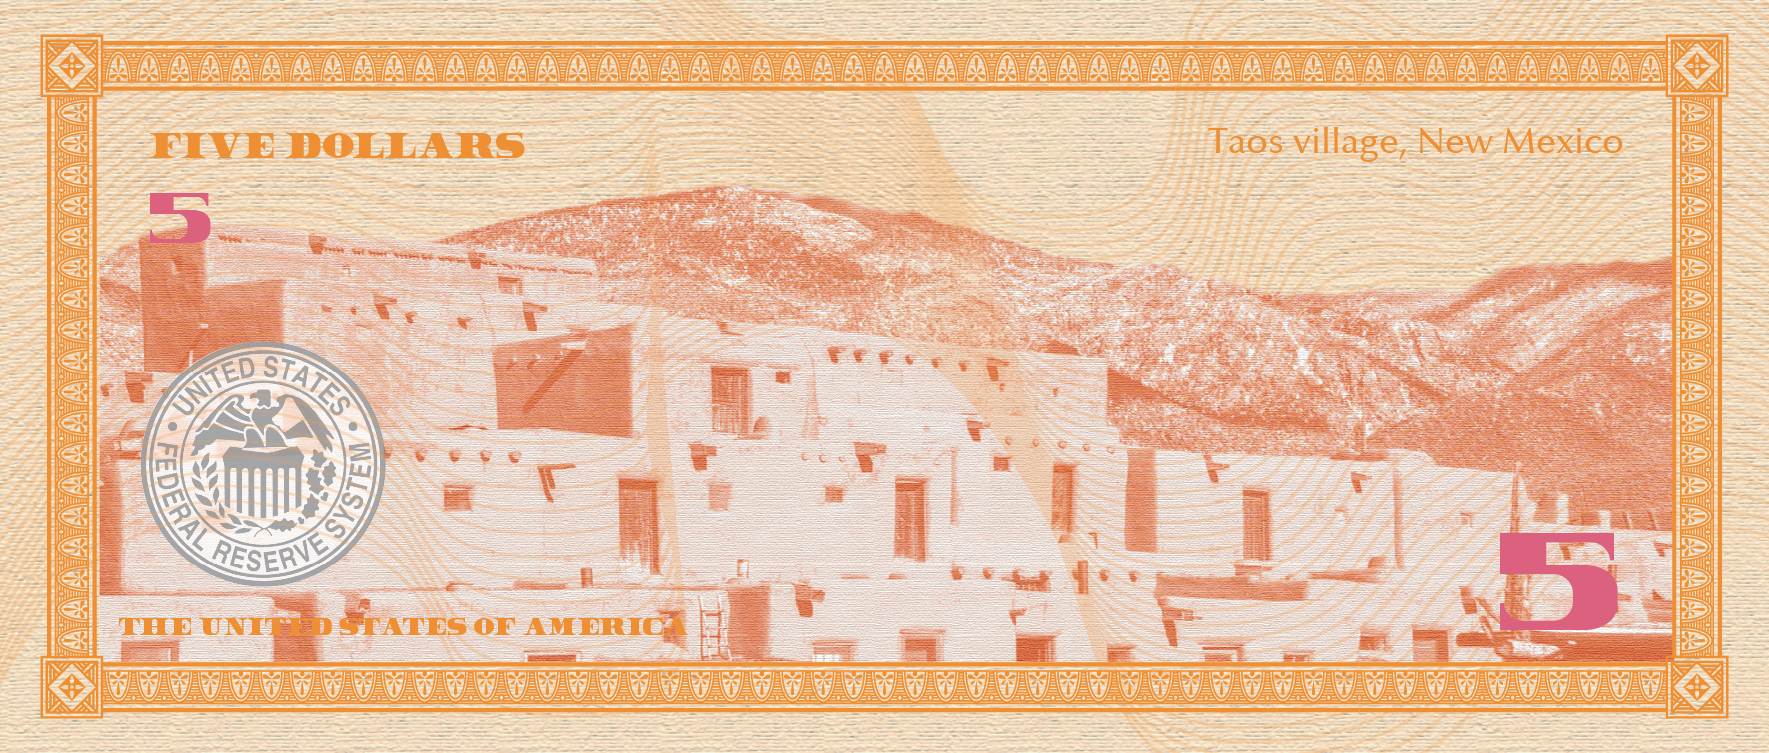 FIVE DOLLARS
Taos village, New Mexico
5
UNITED STATES
FEDERAL RESERVE SYSTEM
5
THE UNITED STATES OF AMERICA